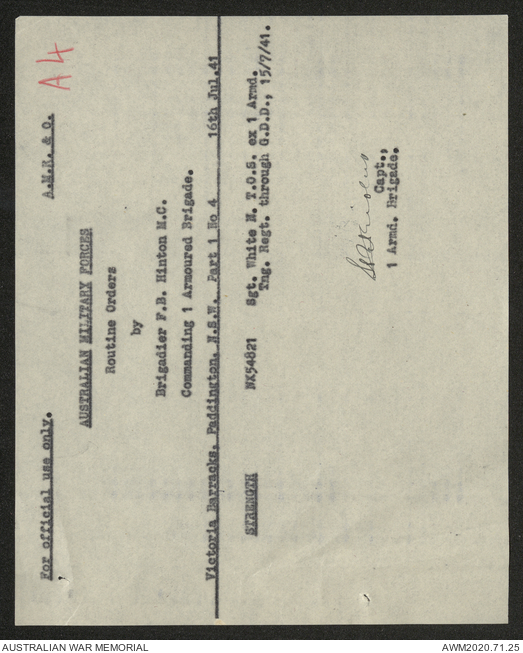 A4
For official use only. A.M.R. & O.
AUSTRALIAN MILITARY FORCES
Routine Orders
by
Brigadier F.B. Hinton M.C.
Commanding 1 Armoured Brigade.
Victoria Barracks, Paddington, N.S.W. Part 1 No 4 16th Jul.41
STRENGTH NX54821 Sgt. White N. T.O.S. ex 1 Armd.
Tng. Regt. through G.D.D., 15/7/41.
Capt.,
1 Armd. Brigade.
AUSTRALIAN WAR MEMORIAL AWM2020.71.25